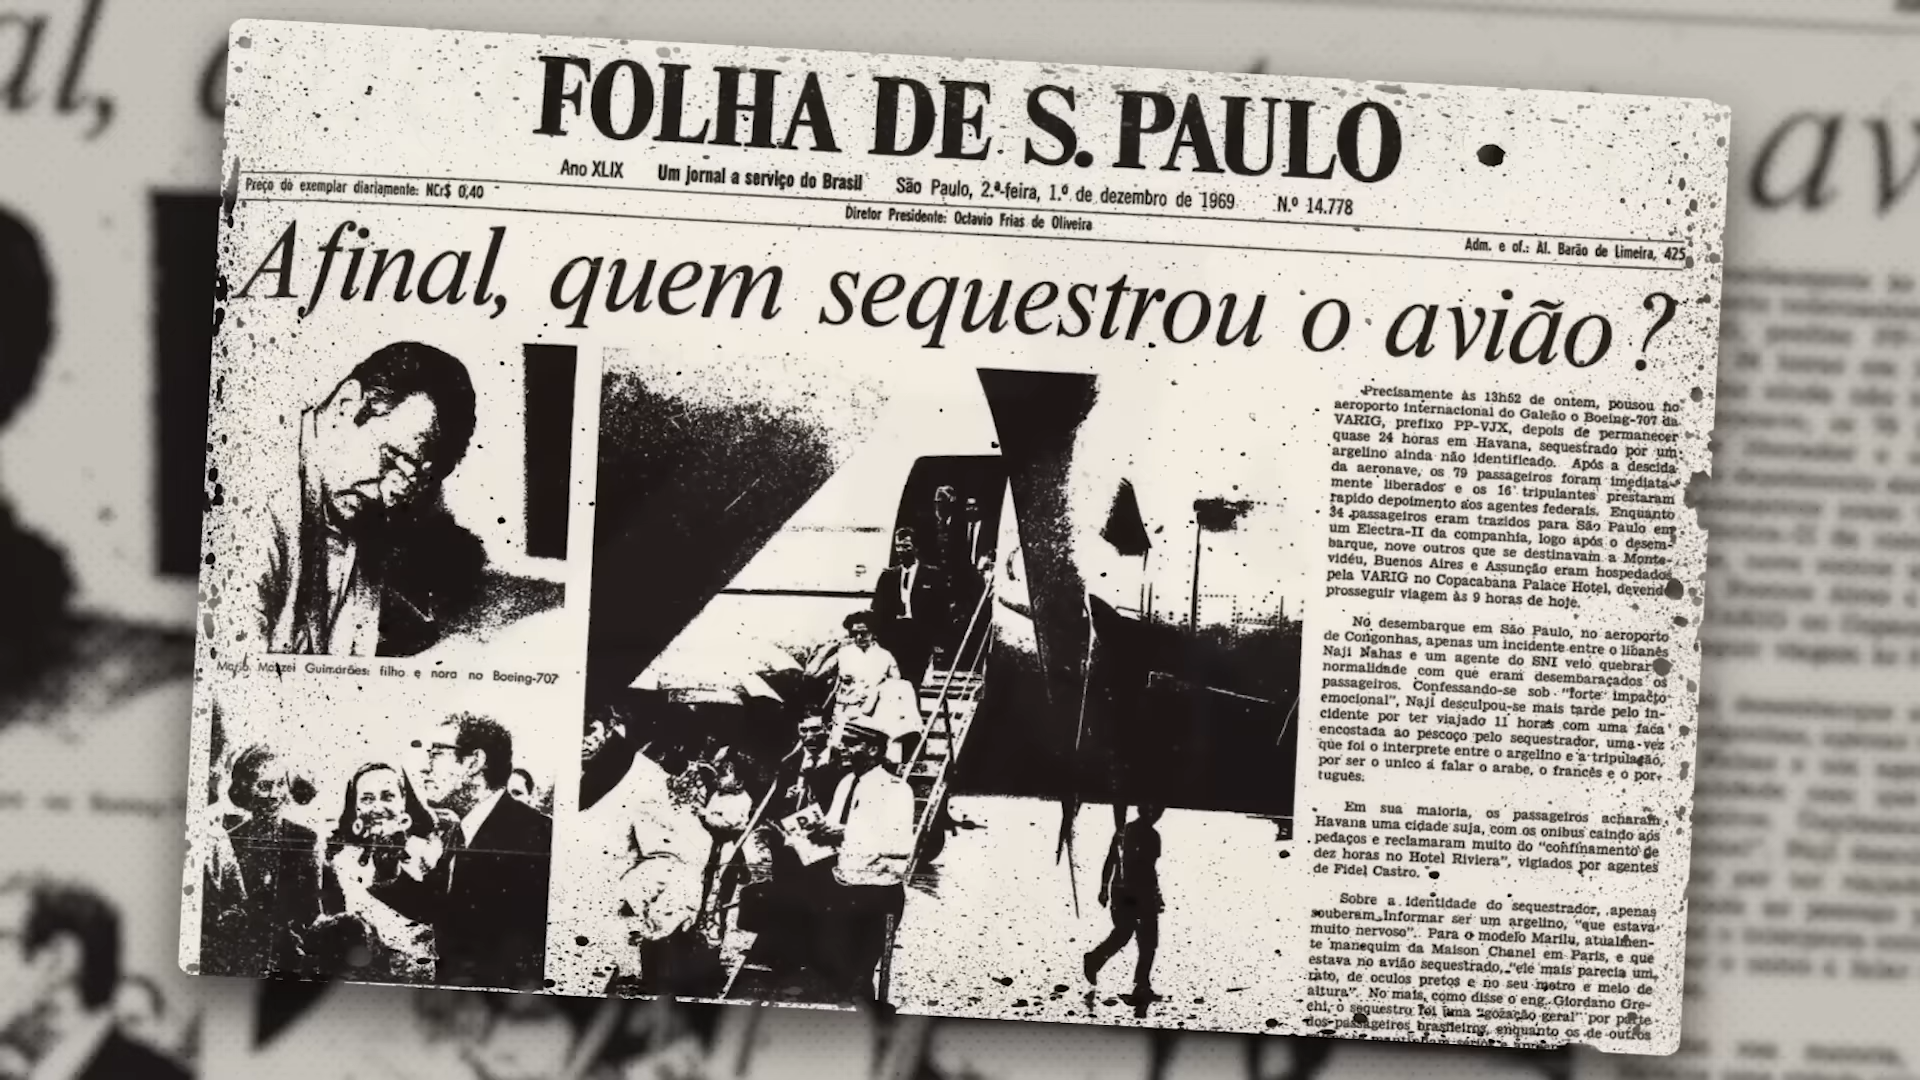 FOLHA DE S. PAULO
Ano XLIX Um jornal a serviço do Brasil São Paulo, 2.ª-feira, 1.º de dezembro de 1969 N.º 14.778
Preço do exemplar diariamente: NCr$ 0,40
Diretor Presidente: Octavio Frias de Oliveira
Adm. e of.: Al. Barão de Limeira, 425
Afinal, quem sequestrou o avião?
Guimarães: filho e nora no Boeing-707
Precisamente às 13h52 de ontem, pousou no
aeroporto internacional do Galeão o Boeing-707 da
VARIG, prefixo PP-VJX, depois de permanecer
quase 24 horas em Havana, sequestrado por um
argelino ainda não identificado. Após a descida
da aeronave, os 79 passageiros foram imediata-
mente liberados e os 16 tripulantes prestaram
rapido depoimento aos agentes federais. Enquanto
34 passageiros eram trazidos para São Paulo em
um Electra-II da companhia, logo após o desem-
barque, nove outros que se destinavam a Monte-
vidéu, Buenos Aires e Assunção eram hospedados
pela VARIG no Copacabana Palace Hotel, devendo
prosseguir viagem às 9 horas de hoje.
No desembarque em São Paulo, no aeroporto
de Congonhas, apenas um incidente entre o libanês
Naji Nahas e um agente do SNI veio quebrar a
normalidade com que eram desembaraçados os
passageiros. Confessando-se sob "forte impacto
emocional", Naji desculpou-se mais tarde pelo in-
cidente por ter viajado 11 horas com uma faca
encostada ao pescoço pelo sequestrador, uma vez
que foi o interprete entre o argelino e a tripulação,
por ser o unico a falar o arabe, o francês e o por-
tuguês.
Em sua maioria, os passageiros acharam
Havana uma cidade suja, com os onibus caindo aos
pedaços e reclamaram muito do "confinamento de
dez horas no Hotel Riviera", vigiados por agentes
de Fidel Castro.
Sobre a identidade do sequestrador, apenas
souberam informar ser um argelino, "que estava
muito nervoso". Para o modelo Marilu, atualmen-
te manequim da Maison Chanel em Paris, e que
estava no avião sequestrado, "ele mais parecia um
rato, de oculos pretos e no seu metro e meio de
altura". No mais, como disse o eng. Giordano Gre-
chi, o sequestro foi uma "gozação geral" por parte
dos passageiros brasileiros, enquanto os de outros